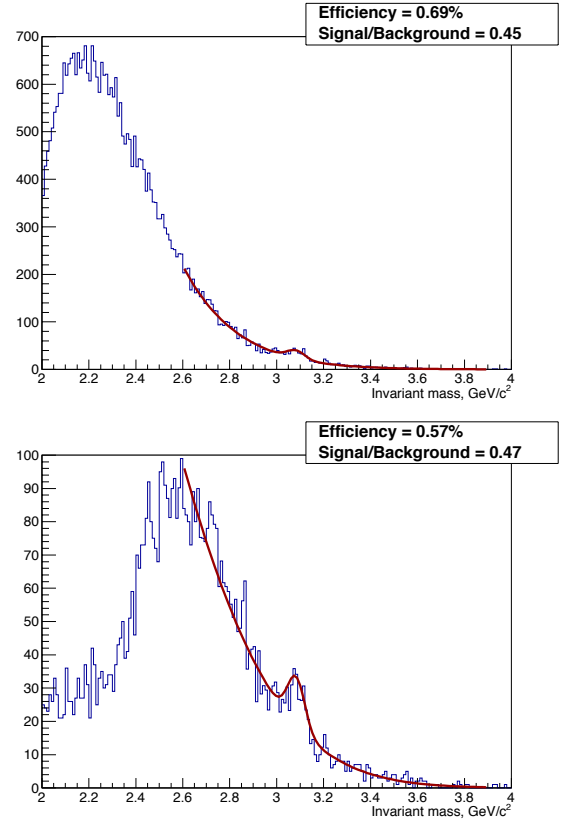 Efficiency = 0.69%
Signal/Background = 0.45
700
600
500
400
300
200
100
0
2 2.2 2.4 2.6 2.8 3 3.2 3.4 3.6 3.8 4
Invariant mass, GeV/c²
Efficiency = 0.57%
Signal/Background = 0.47
100
90
80
70
60
50
40
30
20
10
0
2 2.2 2.4 2.6 2.8 3 3.2 3.4 3.6 3.8 4
Invariant mass, GeV/c²